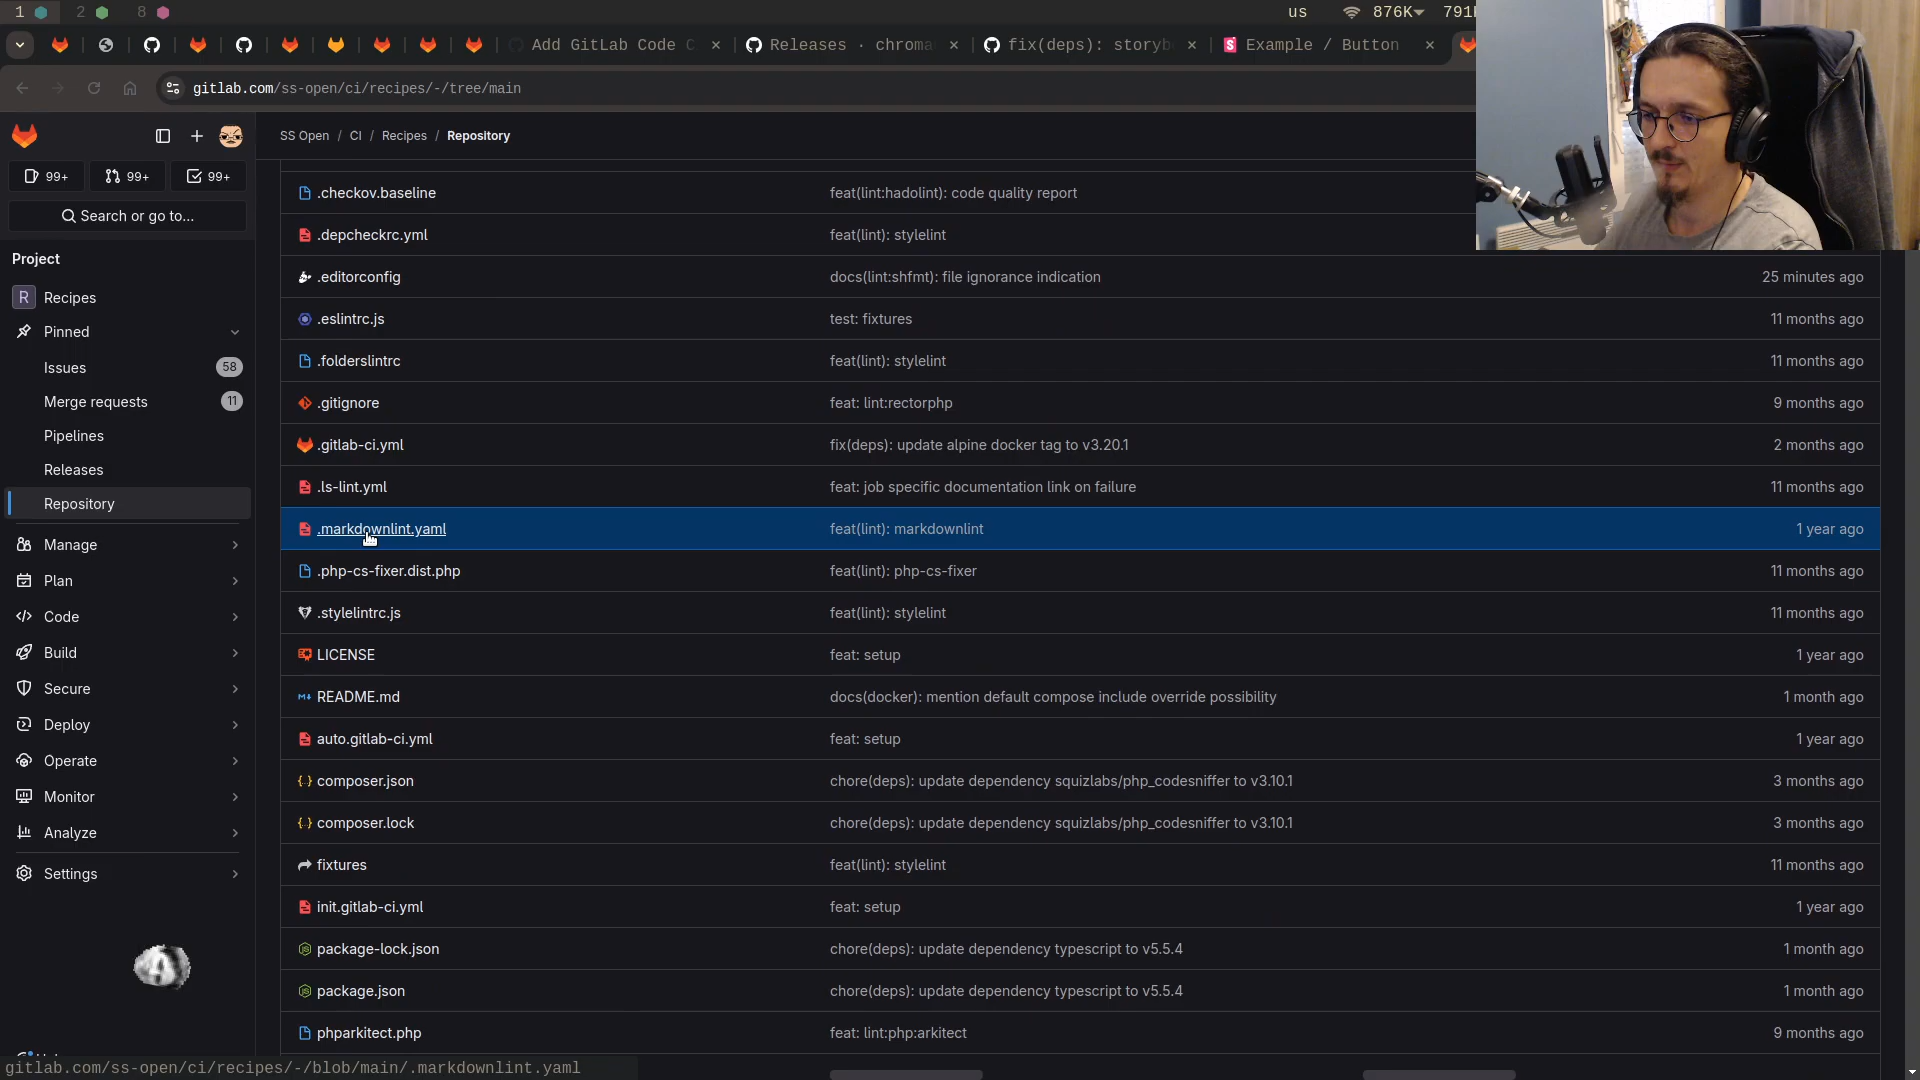 1 2 8 us 876K 791K
Add GitLab Code C × Releases · chroma × fix(deps): storyb × Example / Button ×
gitlab.com/ss-open/ci/recipes/-/tree/main
SS Open / CI / Recipes / Repository
99+ 99+ 99+
Search or go to...
Project
R Recipes
Pinned
Issues 58
Merge requests 11
Pipelines
Releases
Repository
Manage
Plan
Code
Build
Secure
Deploy
Operate
Monitor
Analyze
Settings
.checkov.baseline feat(lint:hadolint): code quality report
.depcheckrc.yml feat(lint): stylelint
.editorconfig docs(lint:shfmt): file ignorance indication 25 minutes ago
.eslintrc.js test: fixtures 11 months ago
.folderslintrc feat(lint): stylelint 11 months ago
.gitignore feat: lint:rectorphp 9 months ago
.gitlab-ci.yml fix(deps): update alpine docker tag to v3.20.1 2 months ago
.ls-lint.yml feat: job specific documentation link on failure 11 months ago
.markdownlint.yaml feat(lint): markdownlint 1 year ago
.php-cs-fixer.dist.php feat(lint): php-cs-fixer 11 months ago
.stylelintrc.js feat(lint): stylelint 11 months ago
LICENSE feat: setup 1 year ago
README.md docs(docker): mention default compose include override possibility 1 month ago
auto.gitlab-ci.yml feat: setup 1 year ago
composer.json chore(deps): update dependency squizlabs/php_codesniffer to v3.10.1 3 months ago
composer.lock chore(deps): update dependency squizlabs/php_codesniffer to v3.10.1 3 months ago
fixtures feat(lint): stylelint 11 months ago
init.gitlab-ci.yml feat: setup 1 year ago
package-lock.json chore(deps): update dependency typescript to v5.5.4 1 month ago
package.json chore(deps): update dependency typescript to v5.5.4 1 month ago
phparkitect.php feat: lint:php:arkitect 9 months ago
gitlab.com/ss-open/ci/recipes/-/blob/main/.markdownlint.yaml